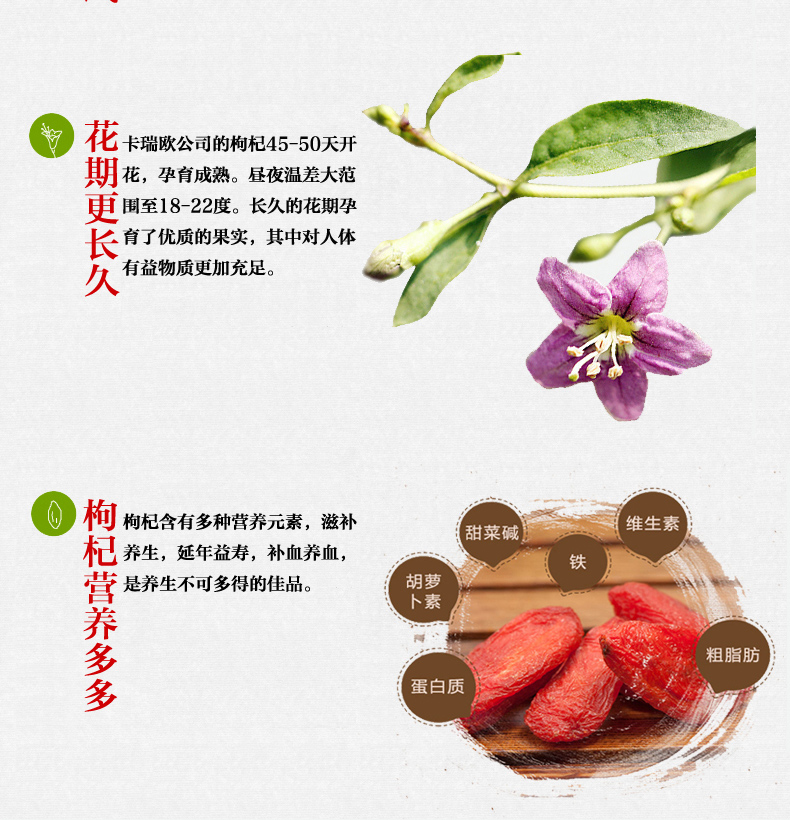 花期更长久
卡瑞欧公司的枸杞45-50天开
花，孕育成熟。昼夜温差大范
围至18-22度。长久的花期孕
育了优质的果实，其中对人体
有益物质更加充足。
枸杞营养多多
枸杞含有多种营养元素，滋补
养生，延年益寿，补血养血，
是养生不可多得的佳品。
甜菜碱
维生素
铁
胡萝
卜素
粗脂肪
蛋白质